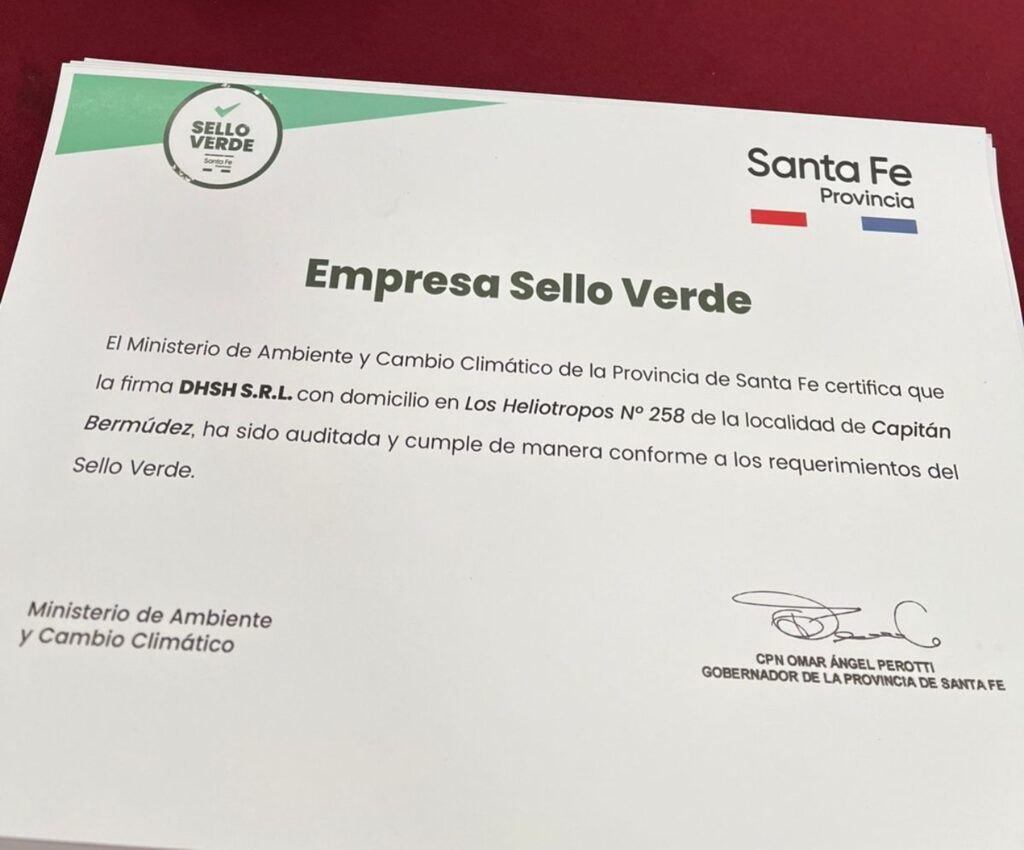 SELLO
VERDE
Santa Fe
Santa Fe
Provincia
Empresa Sello Verde
El Ministerio de Ambiente y Cambio Climático de la Provincia de Santa Fe certifica que
la firma DHSH S.R.L. con domicilio en Los Heliotropos Nº 258 de la localidad de Capitán
Bermúdez, ha sido auditada y cumple de manera conforme a los requerimientos del
Sello Verde.
Ministerio de Ambiente
y Cambio Climático
CPN OMAR ÁNGEL PEROTTI
GOBERNADOR DE LA PROVINCIA DE SANTA FE